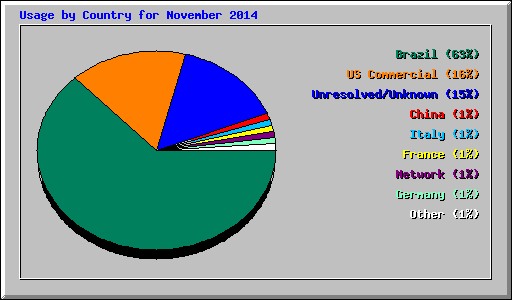 Usage by Country for November 2014
Brazil (63%)
US Commercial (16%)
Unresolved/Unknown (15%)
China (1%)
Italy (1%)
France (1%)
Network (1%)
Germany (1%)
Other (1%)